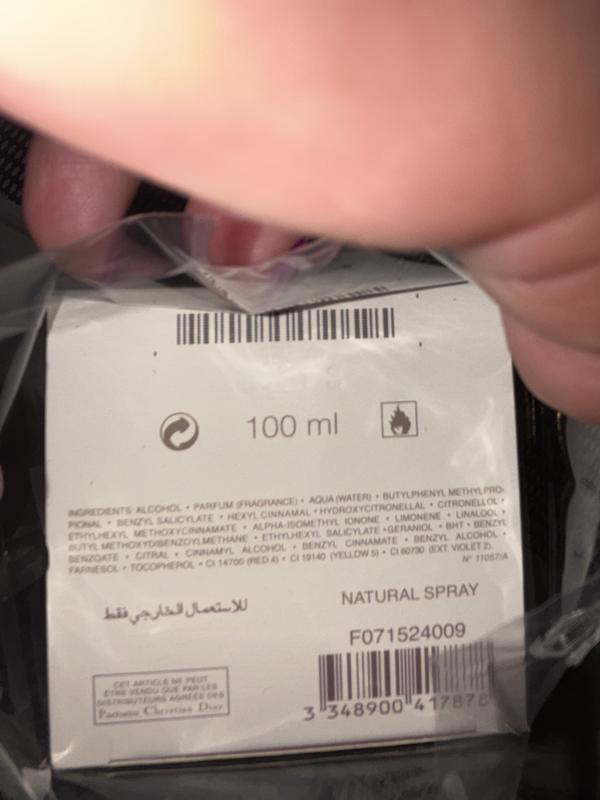 100 ml
INGREDIENTS: ALCOHOL • PARFUM (FRAGRANCE) • AQUA (WATER) • BUTYLPHENYL METHYLPRO-
PIONAL • BENZYL SALICYLATE • HEXYL CINNAMAL • HYDROXYCITRONELLAL • CITRONELLOL •
ETHYLHEXYL METHOXYCINNAMATE • ALPHA-ISOMETHYL IONONE • LIMONENE • LINALOOL •
BUTYL METHOXYDIBENZOYLMETHANE • ETHYLHEXYL SALICYLATE • GERANIOL • BHT • BENZYL
BENZOATE • CITRAL • CINNAMYL ALCOHOL • BENZYL CINNAMATE • BENZYL ALCOHOL •
FARNESOL • TOCOPHEROL • CI 14700 (RED 4) • CI 19140 (YELLOW 5) • CI 60730 (EXT. VIOLET 2).
N° 11057/A
للاستعمال الخارجي فقط
NATURAL SPRAY
F071524009
CET ARTICLE NE PEUT
ÊTRE VENDU QUE PAR LES
DISTRIBUTEURS AGRÉÉS DES
Parfums Christian Dior
3 348900 417878